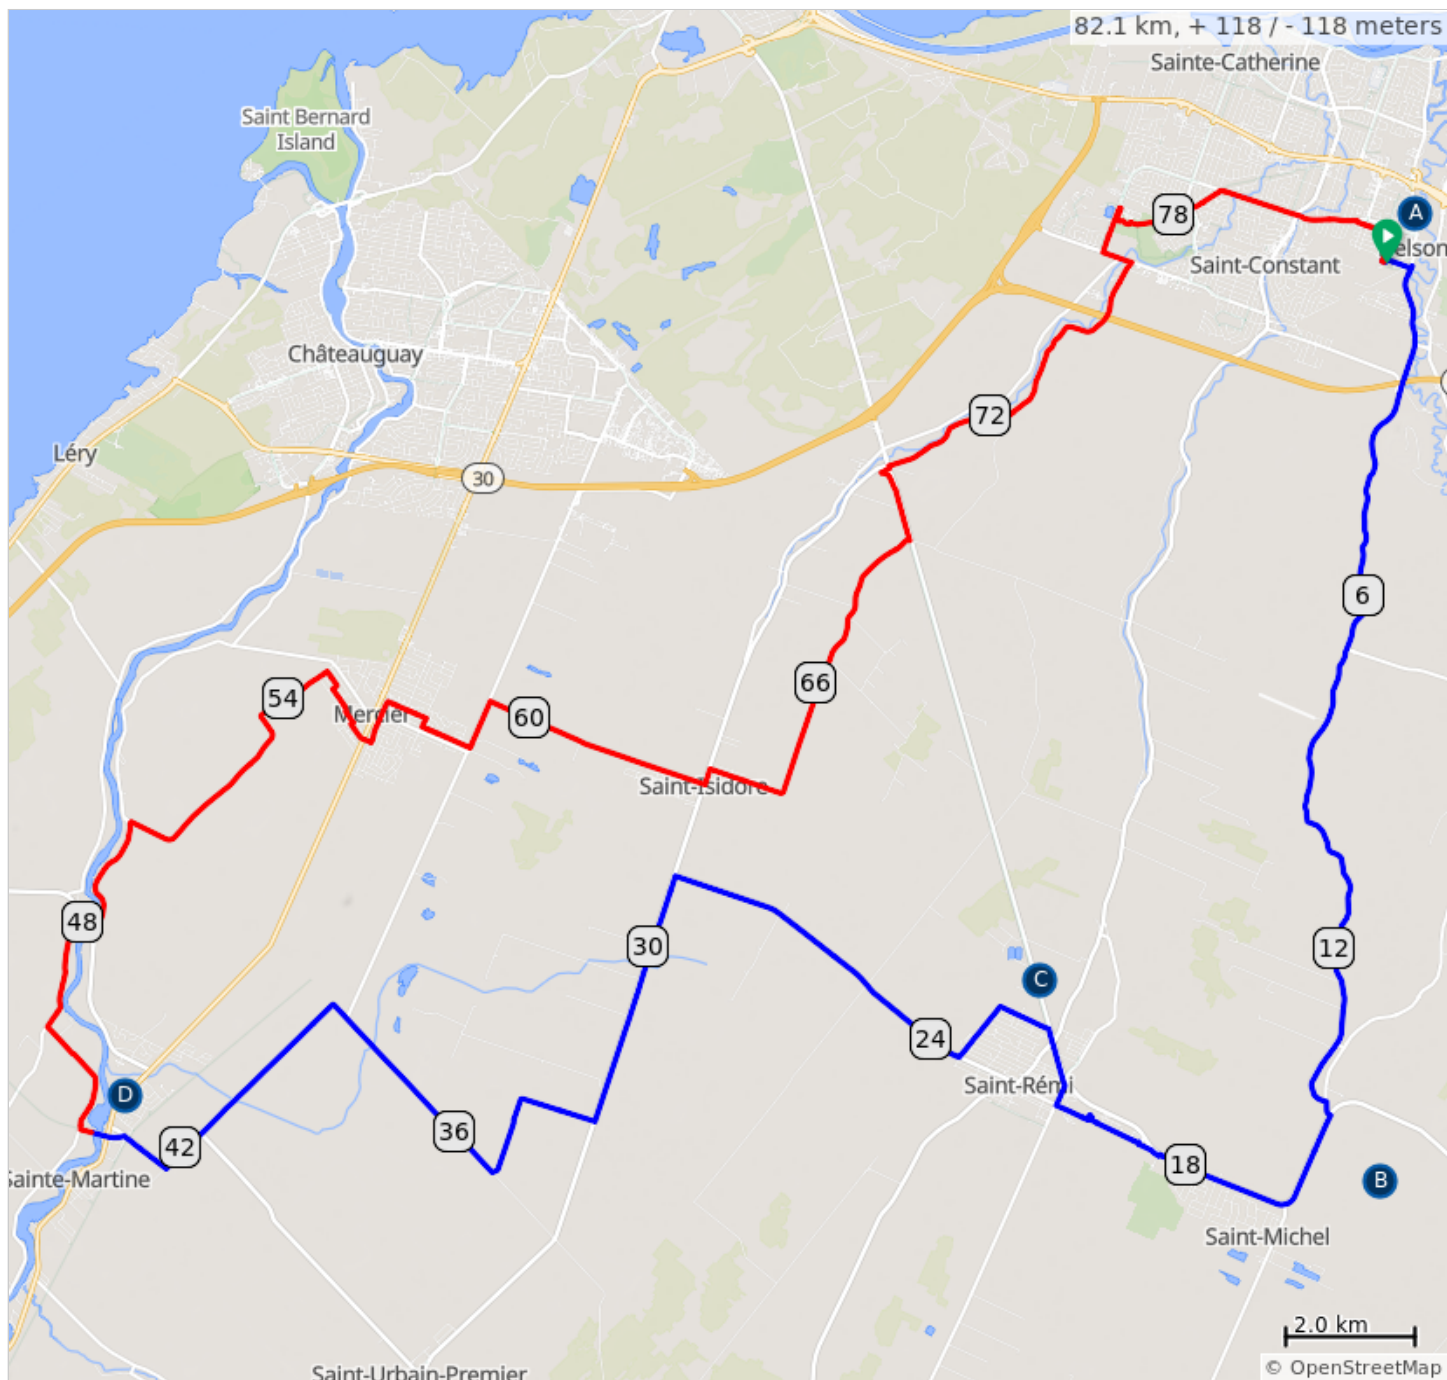 82.1 km, + 118 / - 118 meters
Sainte-Catherine
Saint Bernard
Island
78
A
elson
Saint-Constant
Châteauguay
72
Léry
30
6
54
66
Mercier
60
Saint-Isidore
48
30
12
C
24
D
Saint-Rémi
36
42
18
Sainte-Martine
B
Saint-Michel
2.0 km
Saint-Urbain-Premier
© OpenStreetMap